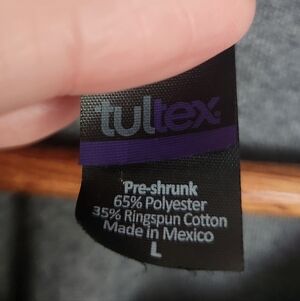 tultex
Pre-shrunk
65% Polyester
35% Ringspun Cotton
Made in Mexico
L